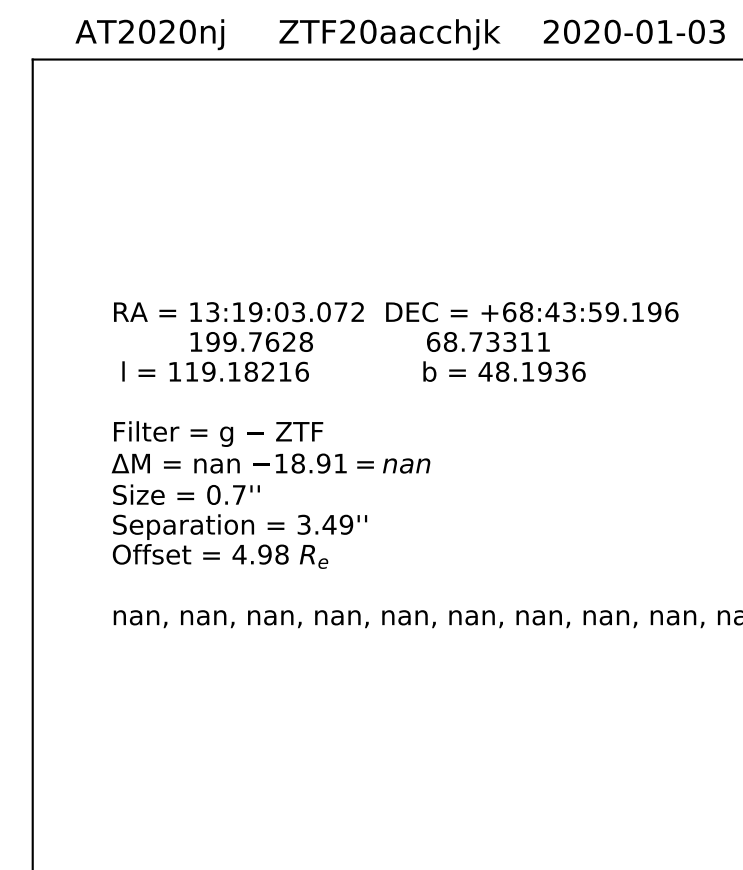 AT2020nj ZTF20aacchjk 2020-01-03
RA = 13:19:03.072 DEC = +68:43:59.196
199.7628 68.73311
l = 119.18216 b = 48.1936
Filter = g − ZTF
ΔM = nan −18.91 = nan
Size = 0.7''
Separation = 3.49''
Offset = 4.98 Re
nan, nan, nan, nan, nan, nan, nan, nan, nan,